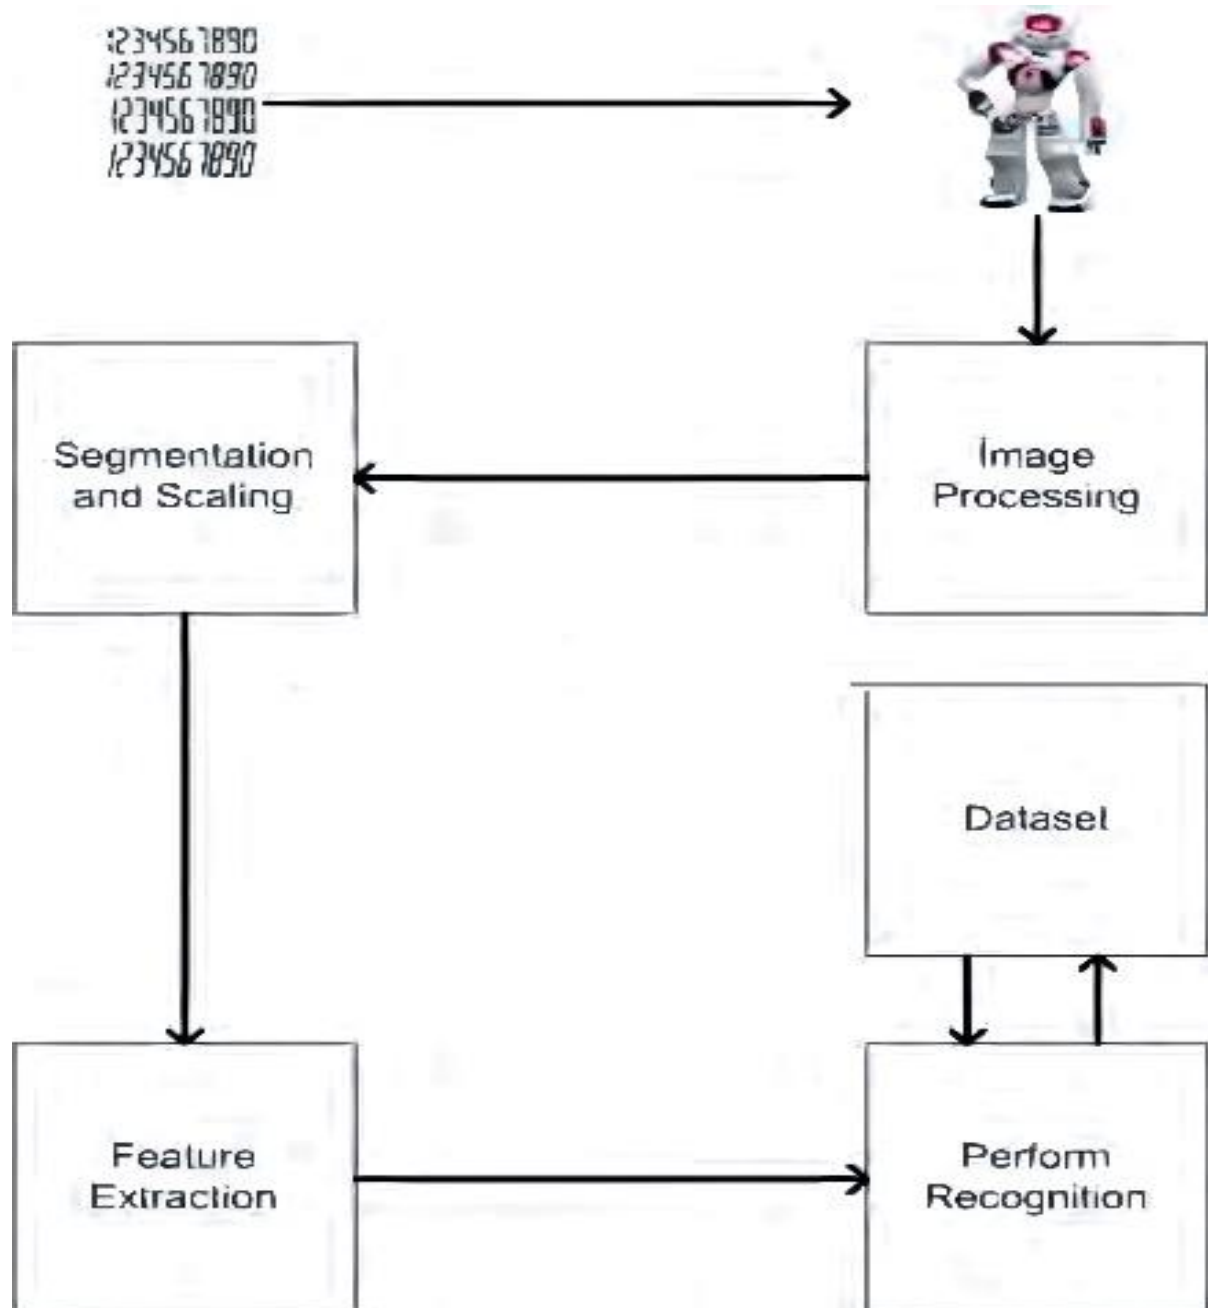 1234567890
1234567890
1234567890
1234567890
Image
Processing
Segmentation
and Scaling
Dataset
Feature
Extraction
Perform
Recognition